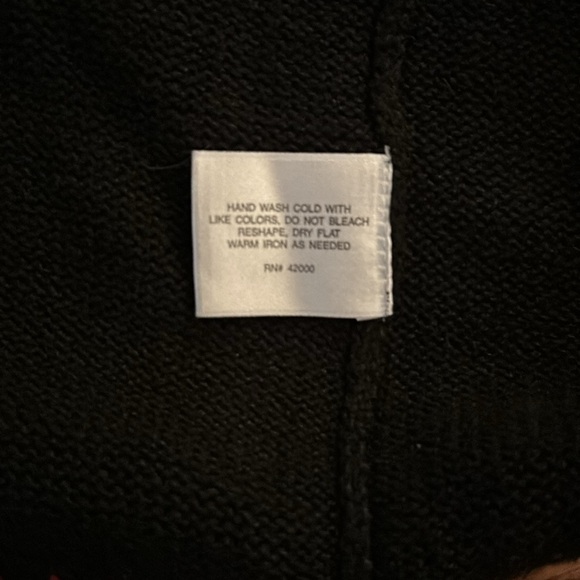 HAND WASH COLD WITH
LIKE COLORS, DO NOT BLEACH
RESHAPE, DRY FLAT
WARM IRON AS NEEDED
RN# 42000